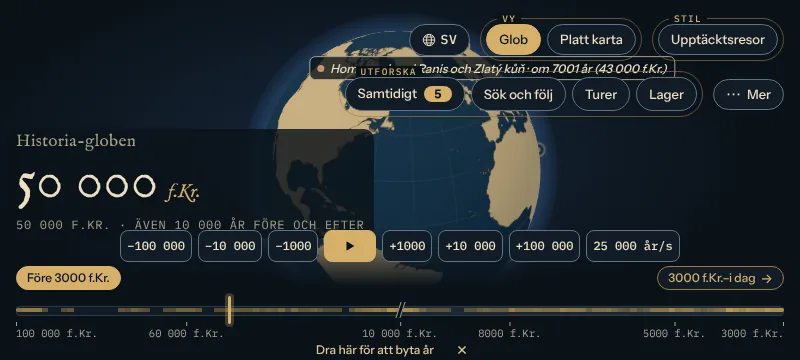 VY
STIL
SV
Glob
Platt karta
Upptäcktsresor
Ranis och Zlatý kůň · om 7001 år (43 000 f.Kr.)
UTFORSKA
Samtidigt 5
Sök och följ
Turer
Lager
··· Mer
Historia-globen
50 000 f.Kr.
50 000 F.KR. · ÄVEN 10 000 ÅR FÖRE OCH EFTER
−100 000
−10 000
−1000
+1000
+10 000
+100 000
25 000 år/s
Före 3000 f.Kr.
3000 f.Kr.–i dag →
100 000 f.Kr.
60 000 f.Kr.
10 000 f.Kr.
8000 f.Kr.
5000 f.Kr.
3000 f.Kr.
Dra här för att byta år ×